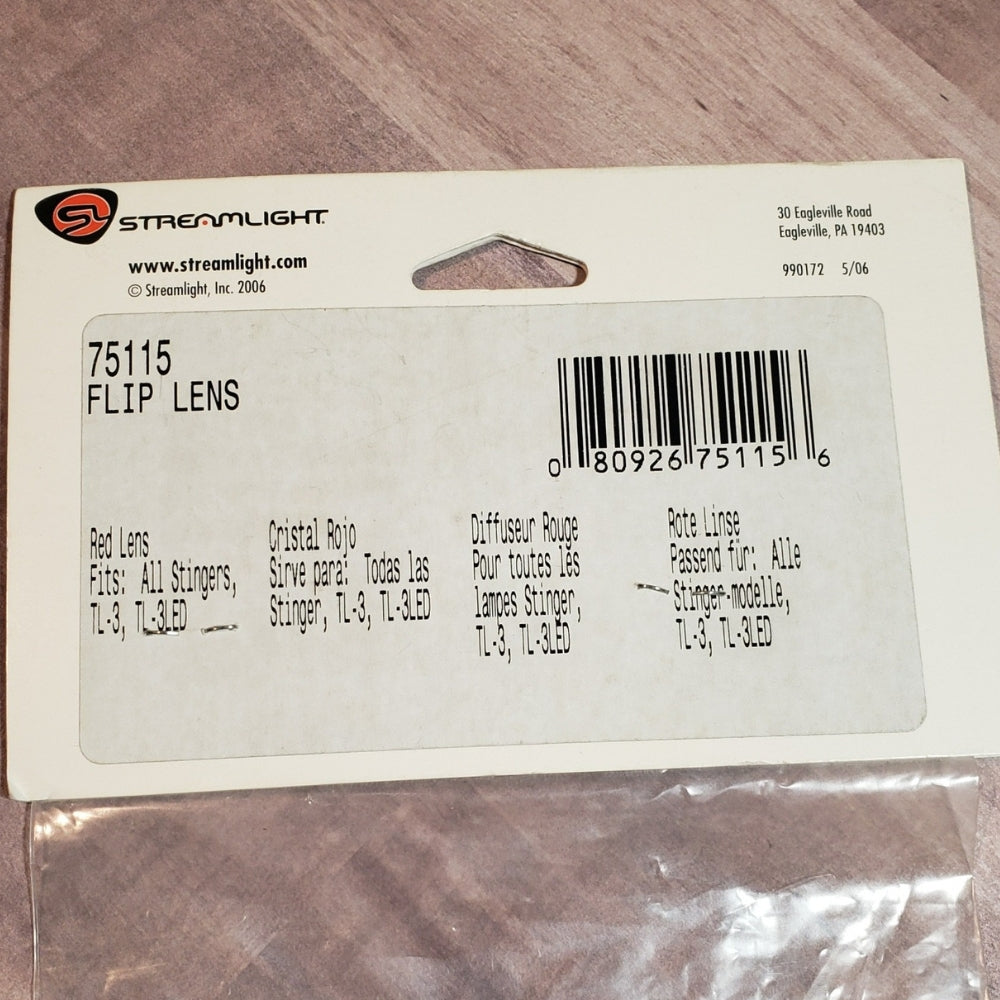 STREAMLIGHT
www.streamlight.com
© Streamlight, Inc. 2006
30 Eagleville Road
Eagleville, PA 19403
990172 5/06
75115
FLIP LENS
0 80926 75115 6
Red Lens
Fits: All Stingers,
TL-3, TL-3LED
Cristal Rojo
Sirve para: Todas las
Stinger, TL-3, TL-3LED
Diffuseur Rouge
Pour toutes lés
lampes Stinger,
TL-3, TL-3LED
Rote Linse
Passend für: Alle
Stinger-modelle,
TL-3, TL-3LED